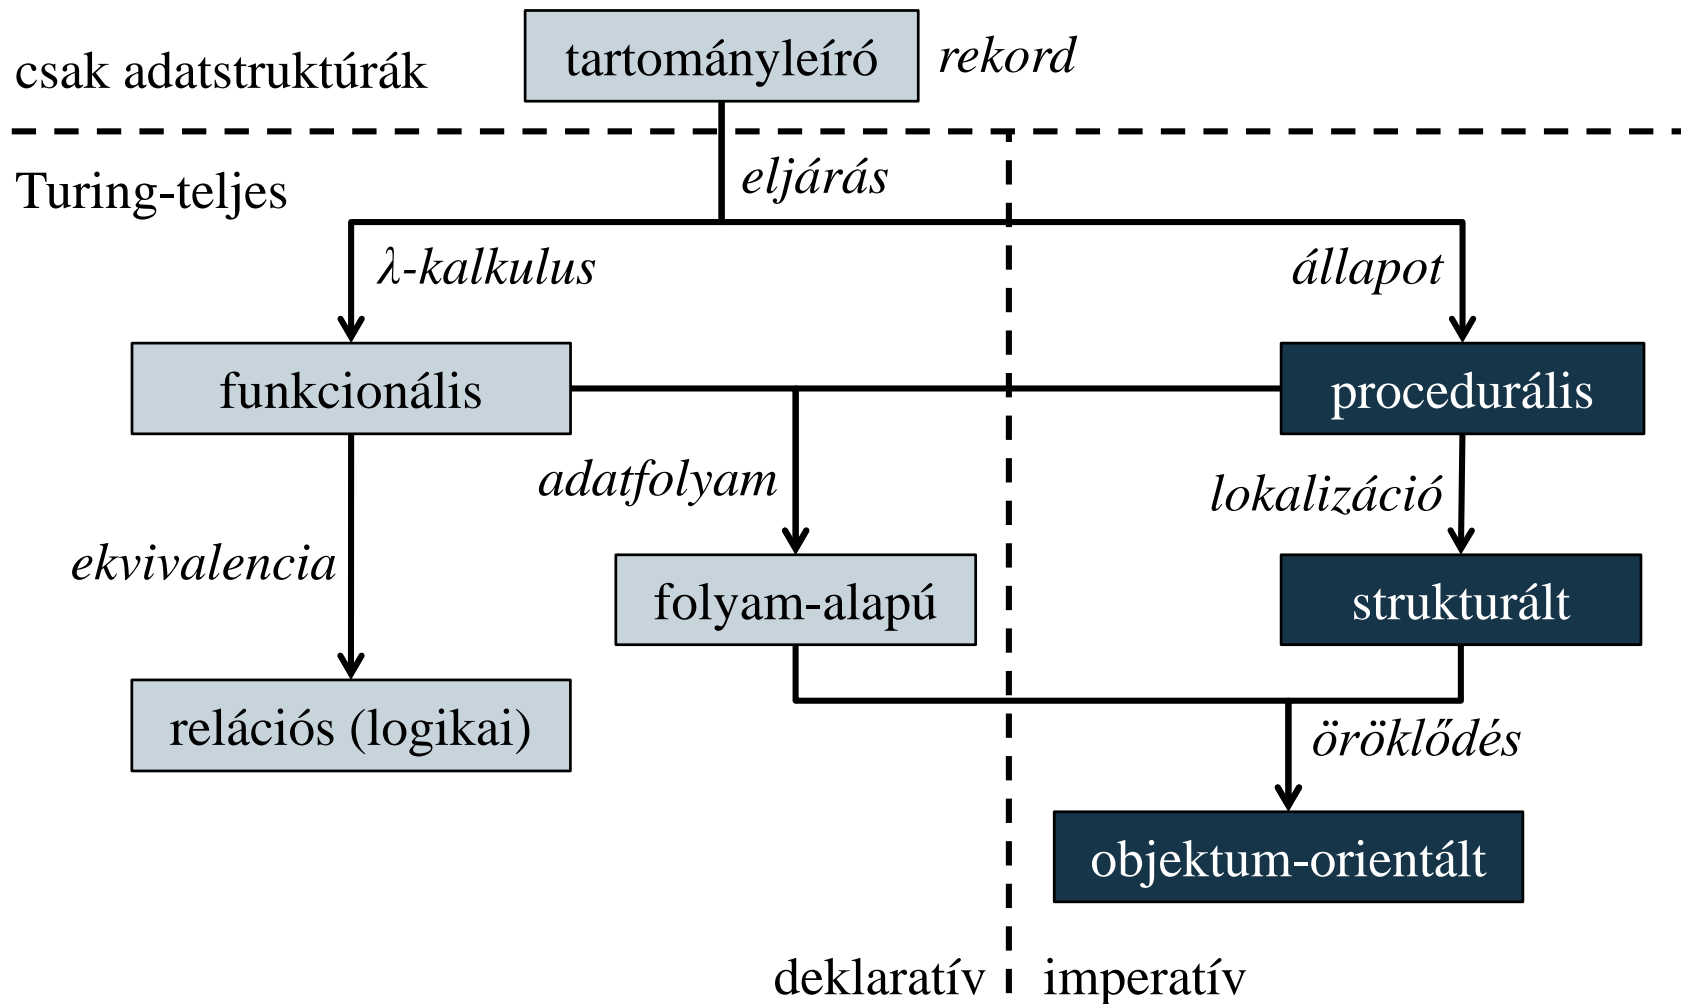 tartományleíró
rekord
csak adatstruktúrák
Turing-teljes
eljárás
λ-kalkulus
állapot
funkcionális
procedurális
adatfolyam
lokalizáció
ekvivalencia
folyam-alapú
strukturált
relációs (logikai)
öröklődés
objektum-orientált
deklaratív
imperatív